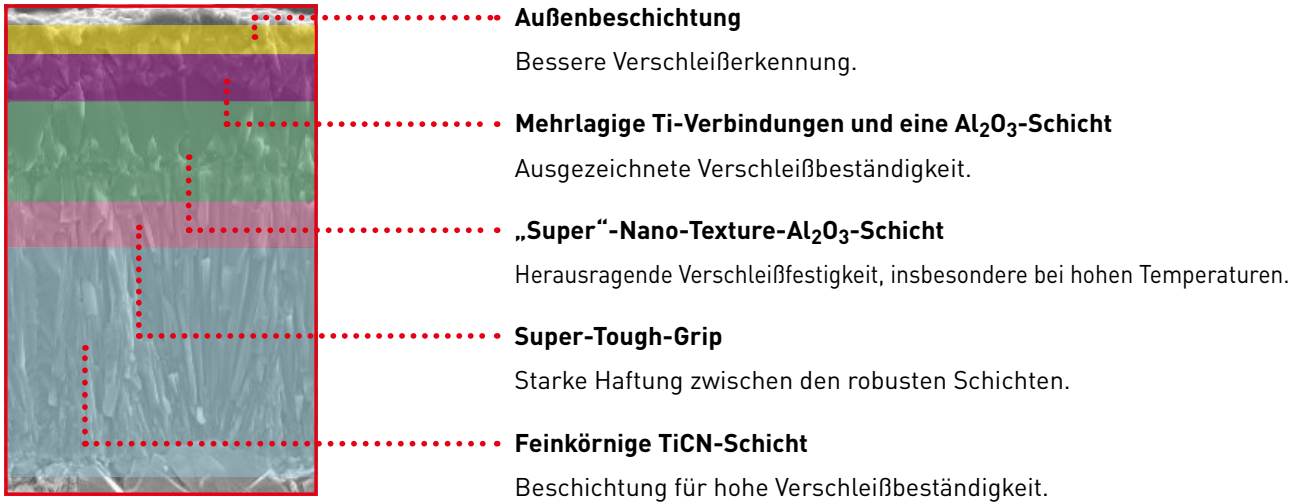 Außenbeschichtung
Bessere Verschleißerkennung.
Mehrlagige Ti-Verbindungen und eine Al₂O₃-Schicht
Ausgezeichnete Verschleißbeständigkeit.
„Super“-Nano-Texture-Al₂O₃-Schicht
Herausragende Verschleißfestigkeit, insbesondere bei hohen Temperaturen.
Super-Tough-Grip
Starke Haftung zwischen den robusten Schichten.
Feinkörnige TiCN-Schicht
Beschichtung für hohe Verschleißbeständigkeit.